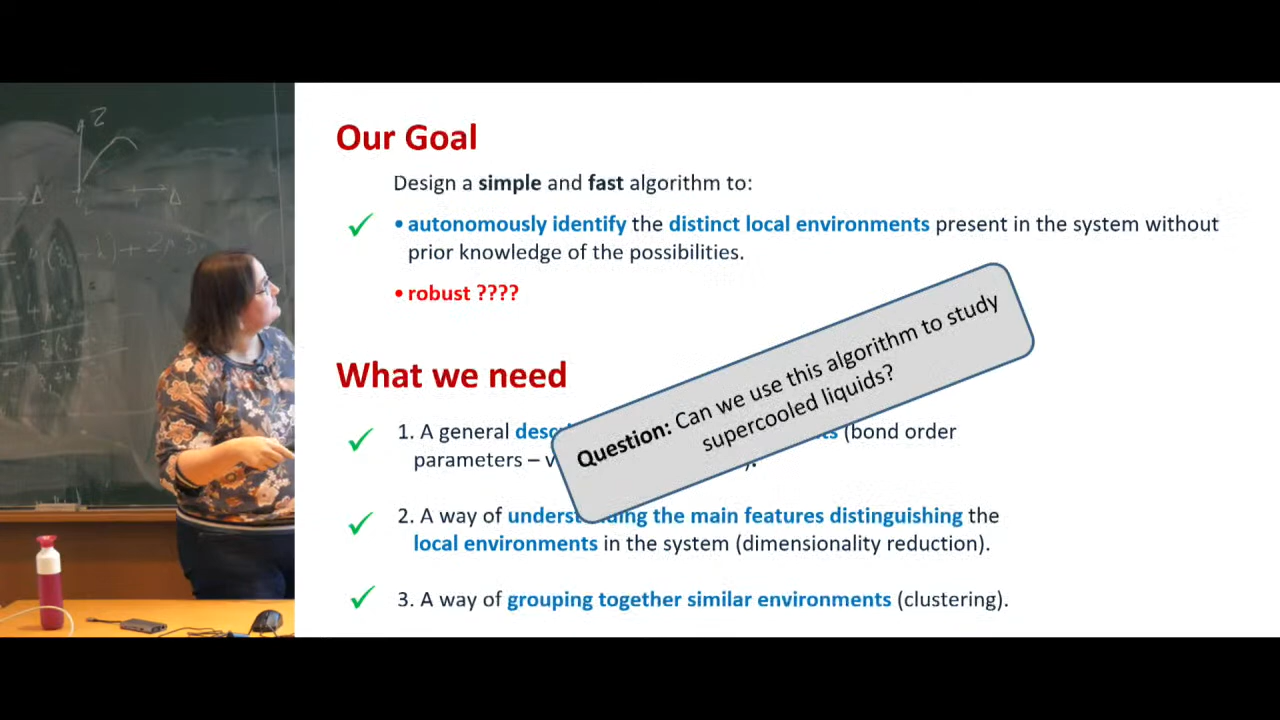 Our Goal
Design a simple and fast algorithm to:
✓ • autonomously identify the distinct local environments present in the system without
prior knowledge of the possibilities.
• robust ????
Question: Can we use this algorithm to study
supercooled liquids?
What we need
✓ 1. A general (bond order
parameters –
✓ 2. A way of understanding the main features distinguishing the
local environments in the system (dimensionality reduction).
✓ 3. A way of grouping together similar environments (clustering).